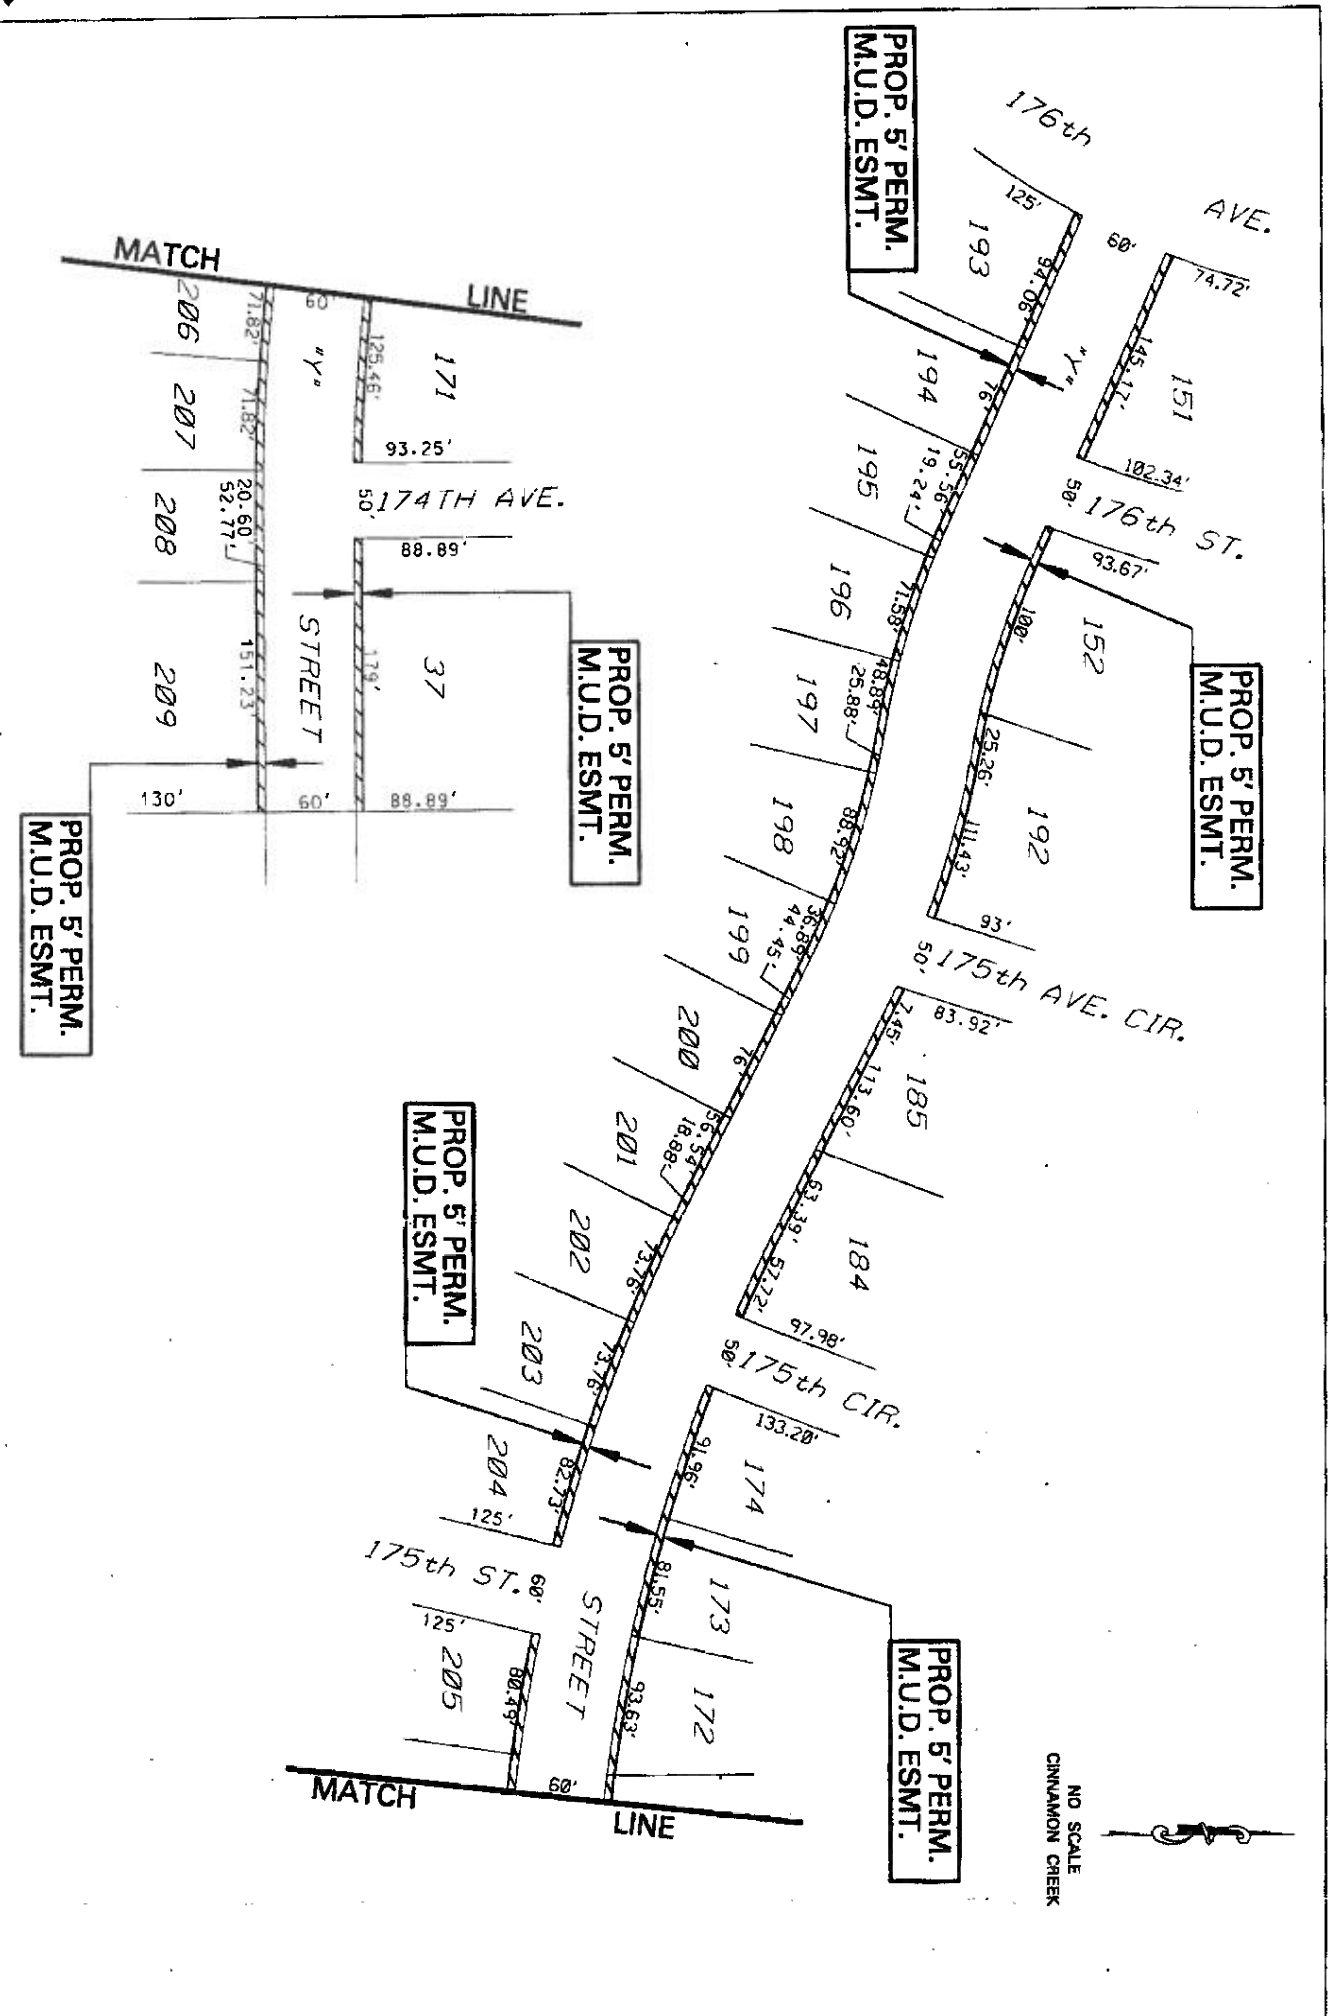 PROP. 5' PERM.
M.U.D. ESMT.
176th
AVE.
125'
193
94.06'
60'
74.72'
145.17'
151
"Y"
102.34'
50'
176th ST.
93.67'
100'
152
PROP. 5' PERM.
M.U.D. ESMT.
194
76'
195
55.56'
19.24'
196
71.58'
197
48.89'
25.88'
198
88.92'
25.26'
111.43'
192
93'
50'
175th AVE. CIR.
83.92'
199
36.89'
44.45'
200
76'
7.45'
113.60'
185
201
56.54'
18.88'
63.39'
57.72'
184
97.98'
50'
175th CIR.
133.20'
202
73.76'
203
73.76'
PROP. 5' PERM.
M.U.D. ESMT.
204
82.73'
125'
91.96'
174
175th ST.
60'
STREET
81.55'
173
125'
205
80.49'
93.63'
172
PROP. 5' PERM.
M.U.D. ESMT.
MATCH
60'
LINE
MATCH
LINE
206
71.82'
60'
"Y"
125.46'
171
207
71.82'
93.25'
50'
174TH AVE.
88.89'
208
20.60'
52.77'
STREET
179'
37
PROP. 5' PERM.
M.U.D. ESMT.
209
151.23'
130'
60'
88.89'
PROP. 5' PERM.
M.U.D. ESMT.
N
NO SCALE
CINNAMON CREEK